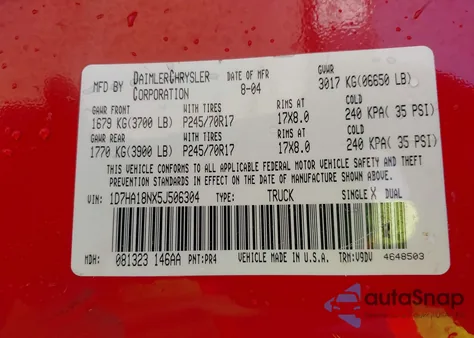 MFD BY DAIMLERCHRYSLER CORPORATION DATE OF MFR 8-04 GVWR 3017 KG(06650 LB)
GAWR FRONT WITH TIRES RIMS AT COLD
1679 KG(3700 LB) P245/70R17 17X8.0 240 KPA( 35 PSI)
GAWR REAR WITH TIRES RIMS AT COLD
1770 KG(3900 LB) P245/70R17 17X8.0 240 KPA( 35 PSI)
THIS VEHICLE CONFORMS TO ALL APPLICABLE FEDERAL MOTOR VEHICLE SAFETY AND THEFT
PREVENTION STANDARDS IN EFFECT ON THE DATE OF MANUFACTURE SHOWN ABOVE.
VIN: 1D7HA18NX5J506304 TYPE: TRUCK SINGLE X DUAL
MDH: 081323 146AA PNT:PR4 VEHICLE MADE IN U.S.A. TRM:V9DV 4648503
autoSnap